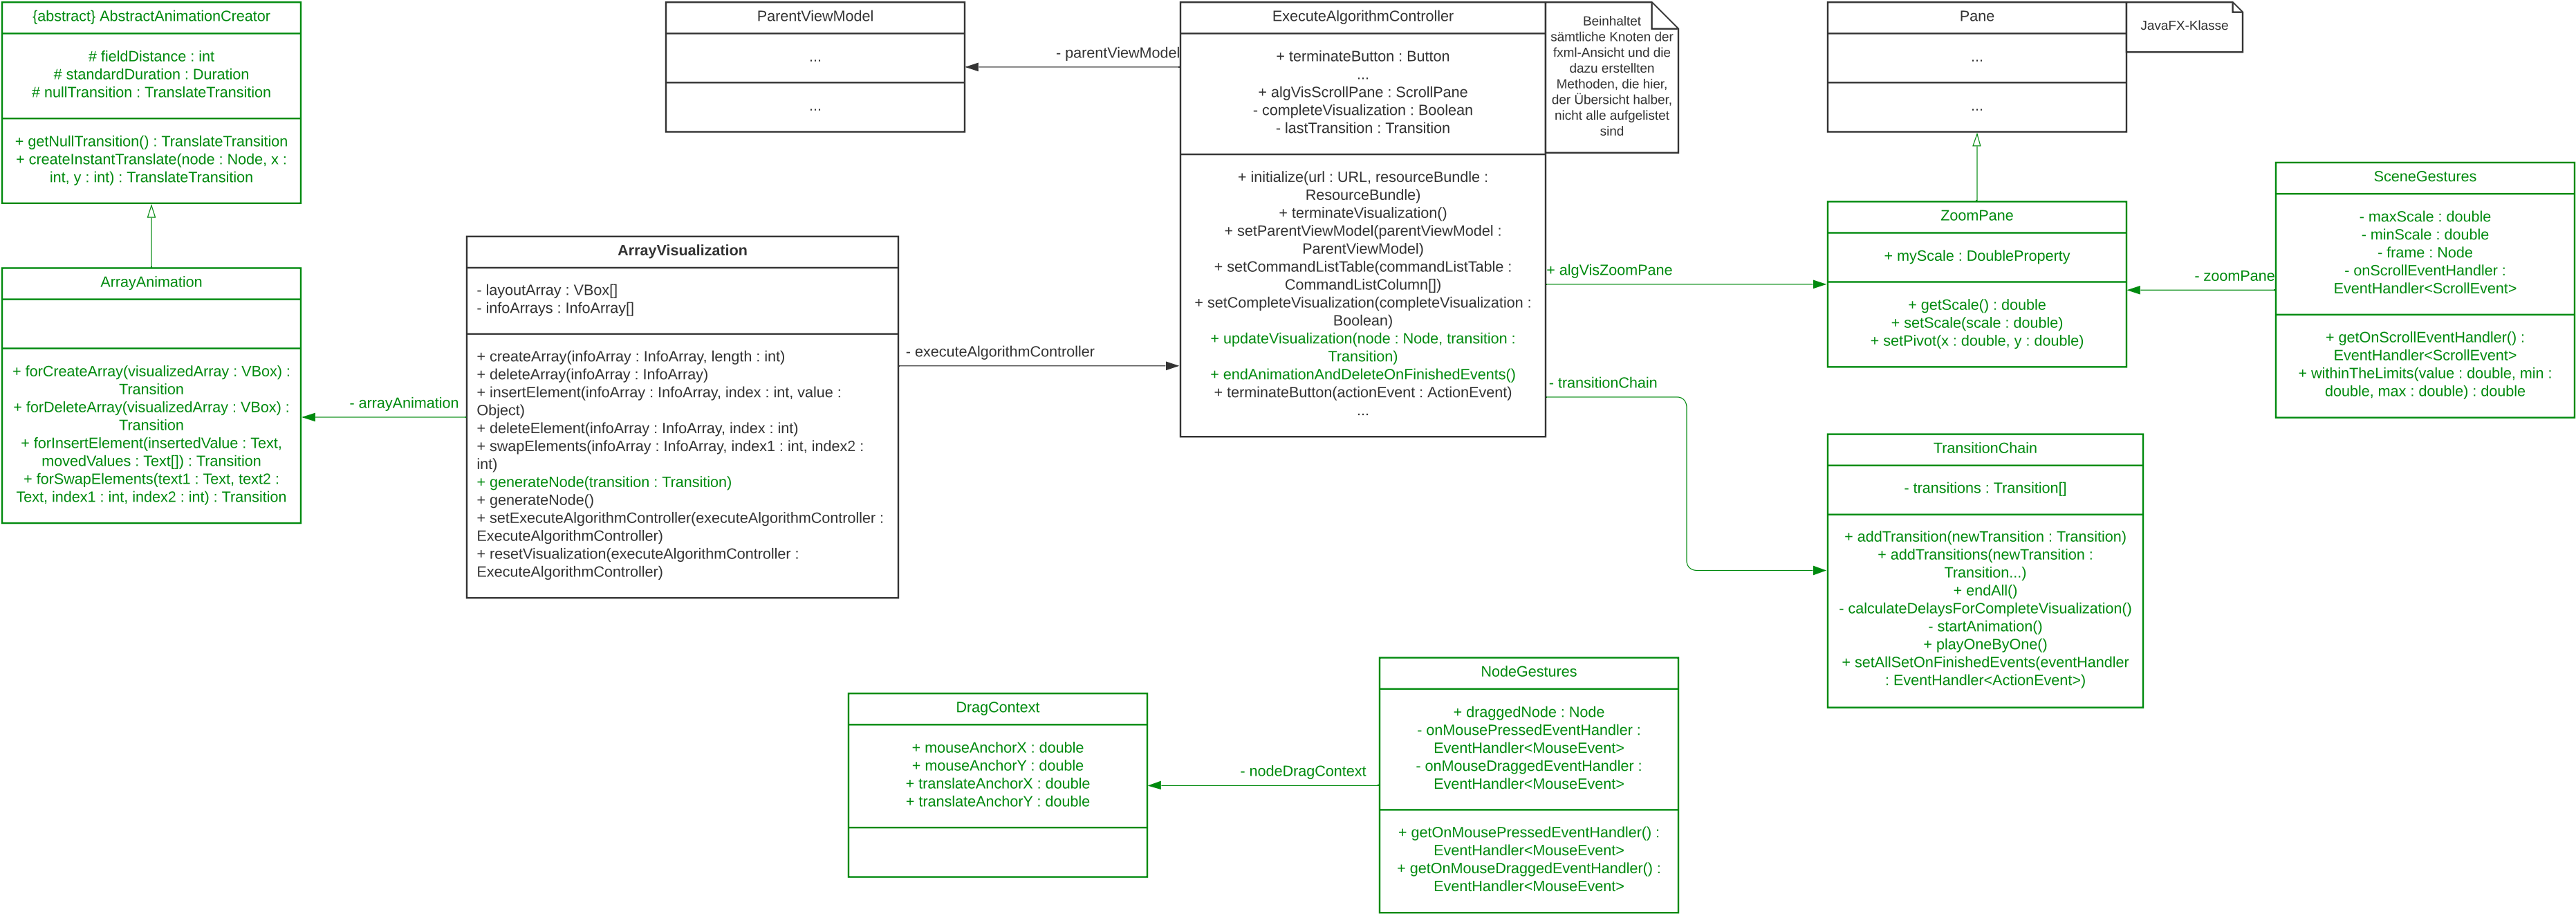 {abstract} AbstractAnimationCreator
# fieldDistance : int
# standardDuration : Duration
# nullTransition : TranslateTransition
+ getNullTransition() : TranslateTransition
+ createInstantTranslate(node : Node, x :
int, y : int) : TranslateTransition
ArrayAnimation
+ forCreateArray(visualizedArray : VBox) :
Transition
+ forDeleteArray(visualizedArray : VBox) :
Transition
+ forInsertElement(insertedValue : Text,
movedValues : Text[]) : Transition
+ forSwapElements(text1 : Text, text2 :
Text, index1 : int, index2 : int) : Transition
- arrayAnimation
ArrayVisualization
- layoutArray : VBox[]
- infoArrays : InfoArray[]
+ createArray(infoArray : InfoArray, length : int)
+ deleteArray(infoArray : InfoArray)
+ insertElement(infoArray : InfoArray, index : int, value :
Object)
+ deleteElement(infoArray : InfoArray, index : int)
+ swapElements(infoArray : InfoArray, index1 : int, index2 :
int)
+ generateNode(transition : Transition)
+ generateNode()
+ setExecuteAlgorithmController(executeAlgorithmController :
ExecuteAlgorithmController)
+ resetVisualization(executeAlgorithmController :
ExecuteAlgorithmController)
- executeAlgorithmController
ParentViewModel
...
...
- parentViewModel
ExecuteAlgorithmController
+ terminateButton : Button
...
+ algVisScrollPane : ScrollPane
- completeVisualization : Boolean
- lastTransition : Transition
+ initialize(url : URL, resourceBundle :
ResourceBundle)
+ terminateVisualization()
+ setParentViewModel(parentViewModel :
ParentViewModel)
+ setCommandListTable(commandListTable :
CommandListColumn[])
+ setCompleteVisualization(completeVisualization :
Boolean)
+ updateVisualization(node : Node, transition :
Transition)
+ endAnimationAndDeleteOnFinishedEvents()
+ terminateButton(actionEvent : ActionEvent)
...
Beinhaltet
sämtliche Knoten der
fxml-Ansicht und die
dazu erstellten
Methoden, die hier,
der Übersicht halber,
nicht alle aufgelistet
sind
+ algVisZoomPane
- transitionChain
Pane
...
...
JavaFX-Klasse
ZoomPane
+ myScale : DoubleProperty
+ getScale() : double
+ setScale(scale : double)
+ setPivot(x : double, y : double)
- zoomPane
SceneGestures
- maxScale : double
- minScale : double
- frame : Node
- onScrollEventHandler :
EventHandler<ScrollEvent>
+ getOnScrollEventHandler() :
EventHandler<ScrollEvent>
+ withinTheLimits(value : double, min :
double, max : double) : double
TransitionChain
- transitions : Transition[]
+ addTransition(newTransition : Transition)
+ addTransitions(newTransition :
Transition...)
+ endAll()
- calculateDelaysForCompleteVisualization()
- startAnimation()
+ playOneByOne()
+ setAllSetOnFinishedEvents(eventHandler
: EventHandler<ActionEvent>)
DragContext
+ mouseAnchorX : double
+ mouseAnchorY : double
+ translateAnchorX : double
+ translateAnchorY : double
- nodeDragContext
NodeGestures
+ draggedNode : Node
- onMousePressedEventHandler :
EventHandler<MouseEvent>
- onMouseDraggedEventHandler :
EventHandler<MouseEvent>
+ getOnMousePressedEventHandler() :
EventHandler<MouseEvent>
+ getOnMouseDraggedEventHandler() :
EventHandler<MouseEvent>